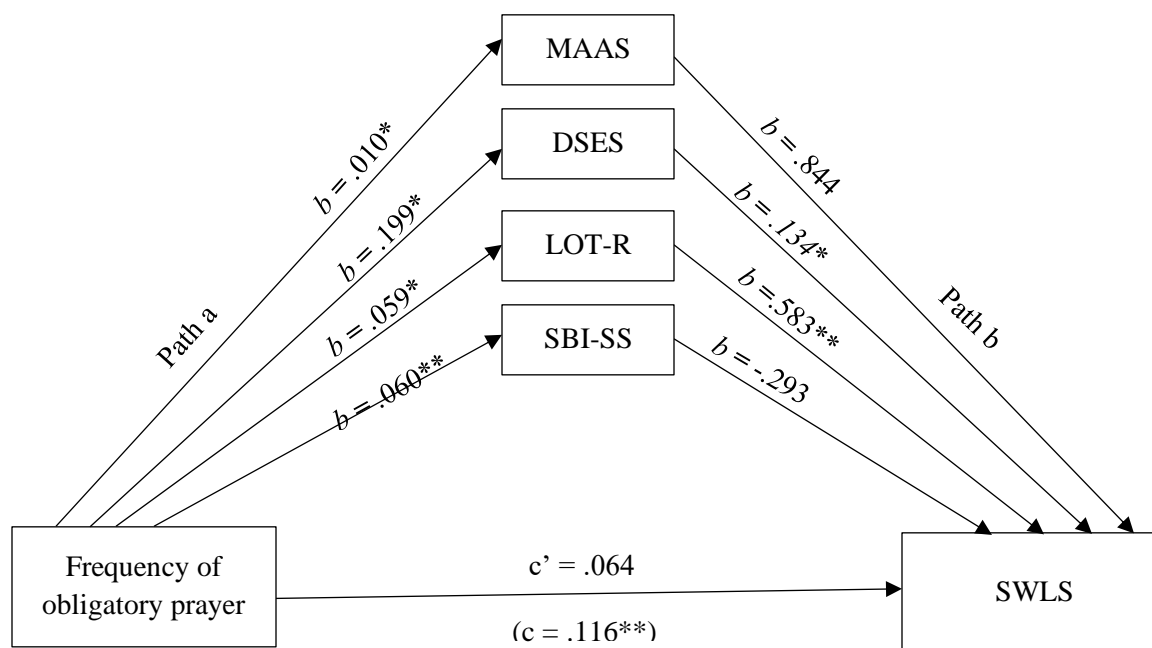 MAAS
DSES
LOT-R
SBI-SS
Path a
b = .010*
b = .199*
b = .059*
b = .060**
b = .844
b = .134*
b =.583**
b = -.293
Path b
Frequency of
obligatory prayer
c’ = .064
(c = .116**)
SWLS